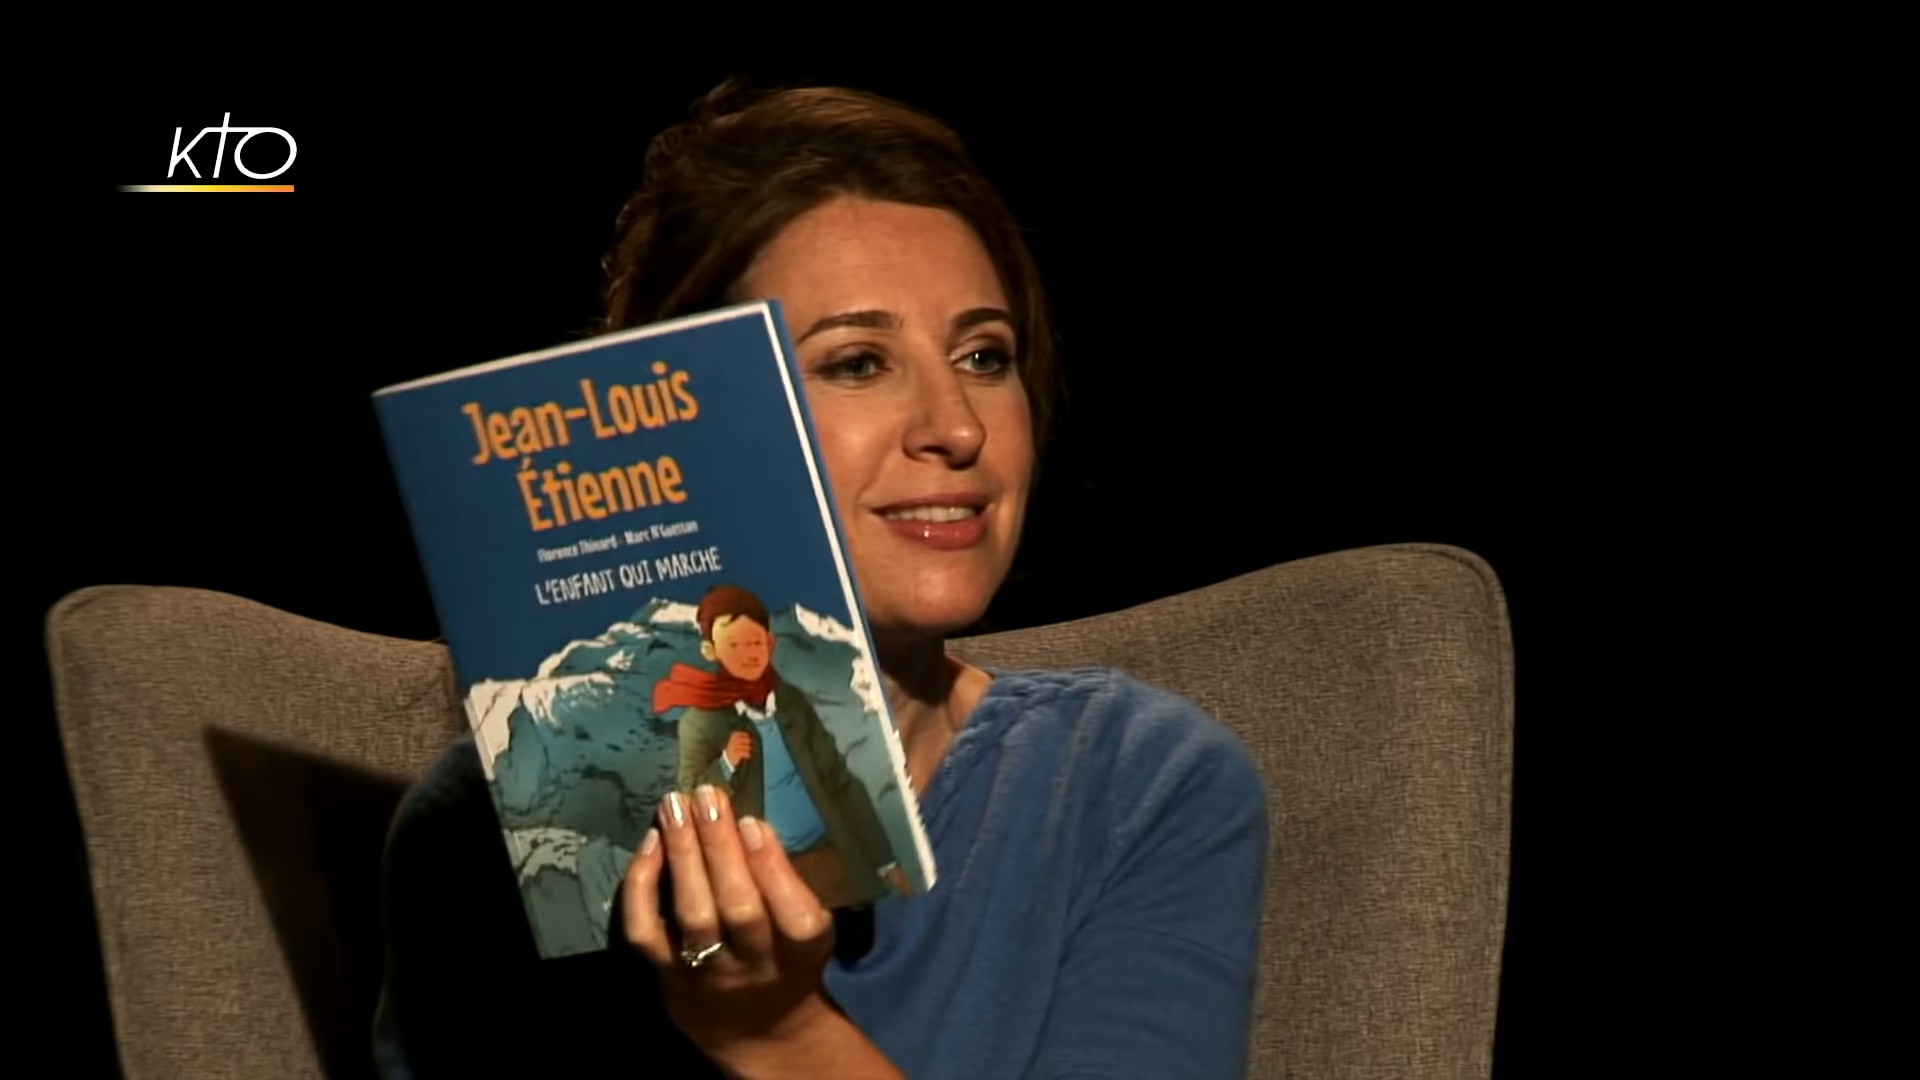 KTO
Jean-Louis
Étienne
Florence Thinard - Marc N'Guessan
L'ENFANT QUI MARCHE